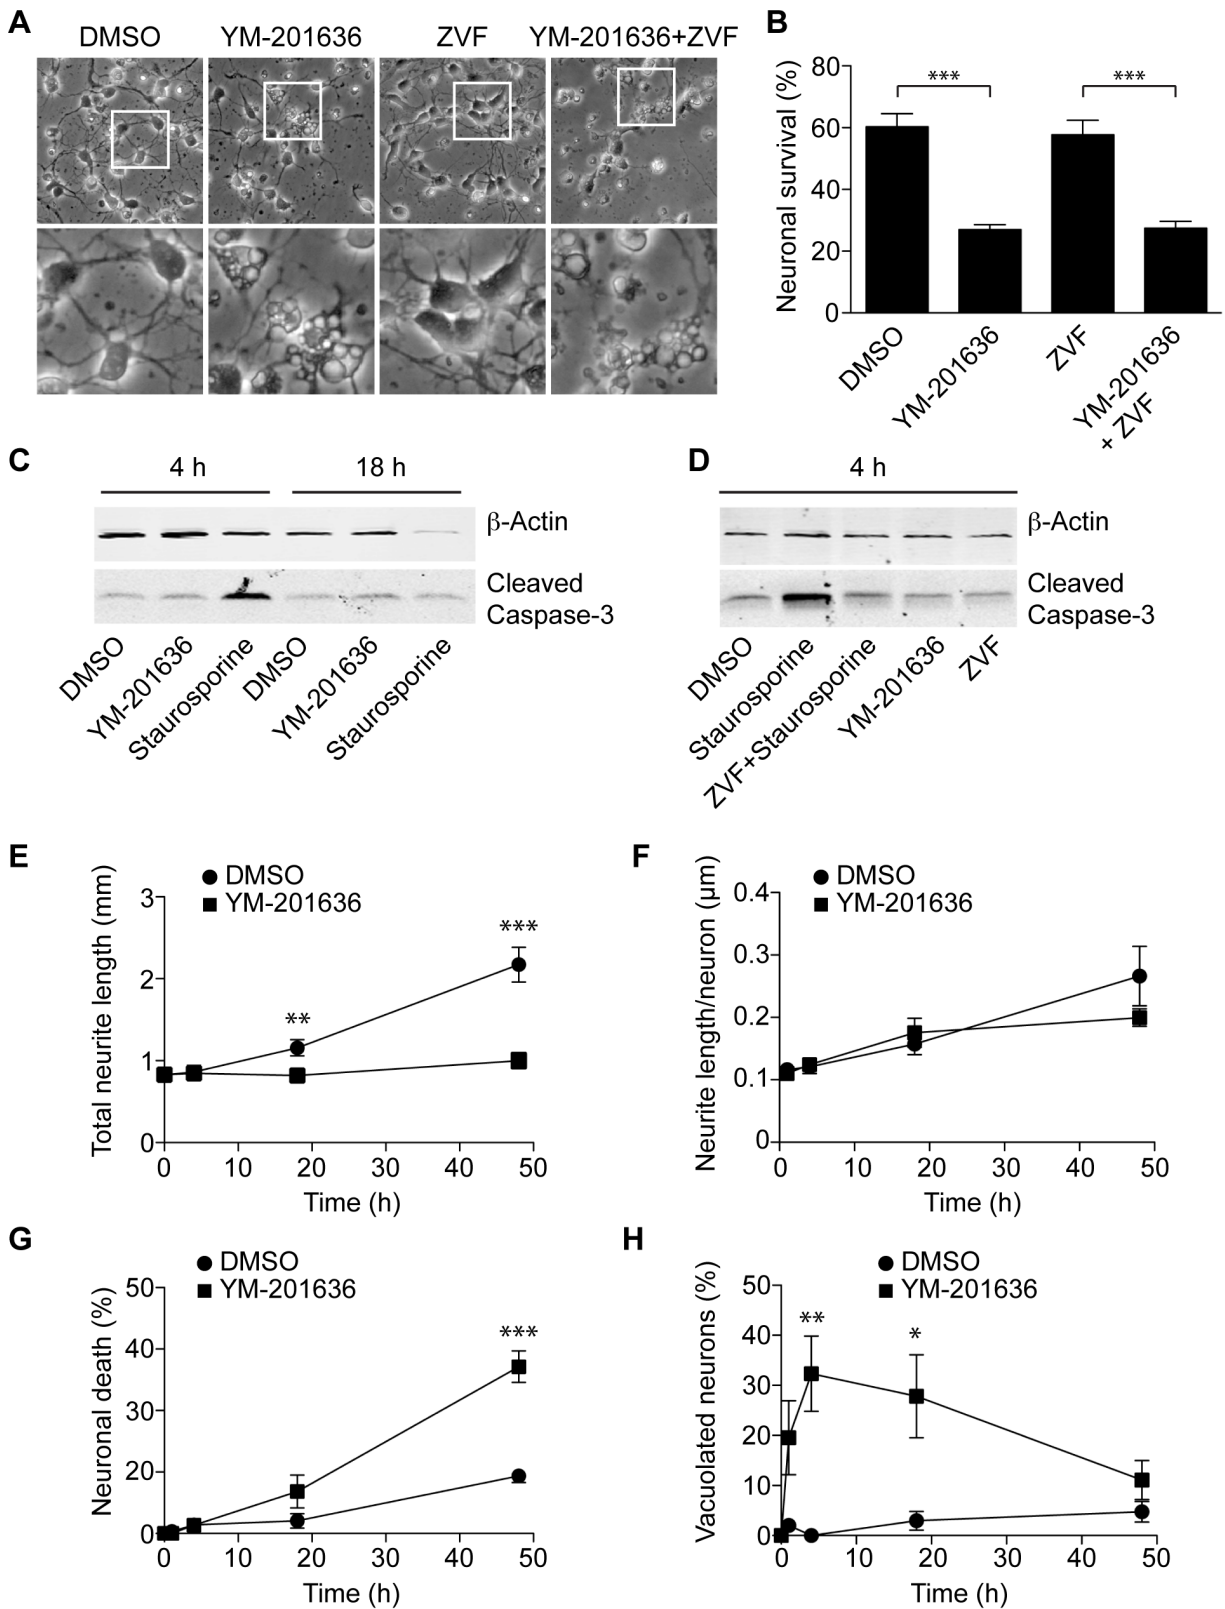 A
DMSO
YM-201636
ZVF
YM-201636+ZVF
B
Neuronal survival (%)
80
60
40
20
0
***
***
DMSO
YM-201636
ZVF
YM-201636
+ ZVF
C
4 h
18 h
β-Actin
Cleaved
Caspase-3
DMSO
YM-201636
Staurosporine
DMSO
YM-201636
Staurosporine
D
4 h
β-Actin
Cleaved
Caspase-3
DMSO
Staurosporine
ZVF+Staurosporine
YM-201636
ZVF
E
DMSO
YM-201636
Total neurite length (mm)
3
2
1
0
**
***
0 10 20 30 40 50
Time (h)
F
DMSO
YM-201636
Neurite length/neuron (µm)
0.4
0.3
0.2
0.1
0
0 10 20 30 40 50
Time (h)
G
DMSO
YM-201636
Neuronal death (%)
50
40
30
20
0
***
0 10 20 30 40 50
Time (h)
H
DMSO
YM-201636
Vacuolated neurons (%)
50
40
30
20
10
0
**
*
0 10 20 30 40 50
Time (h)